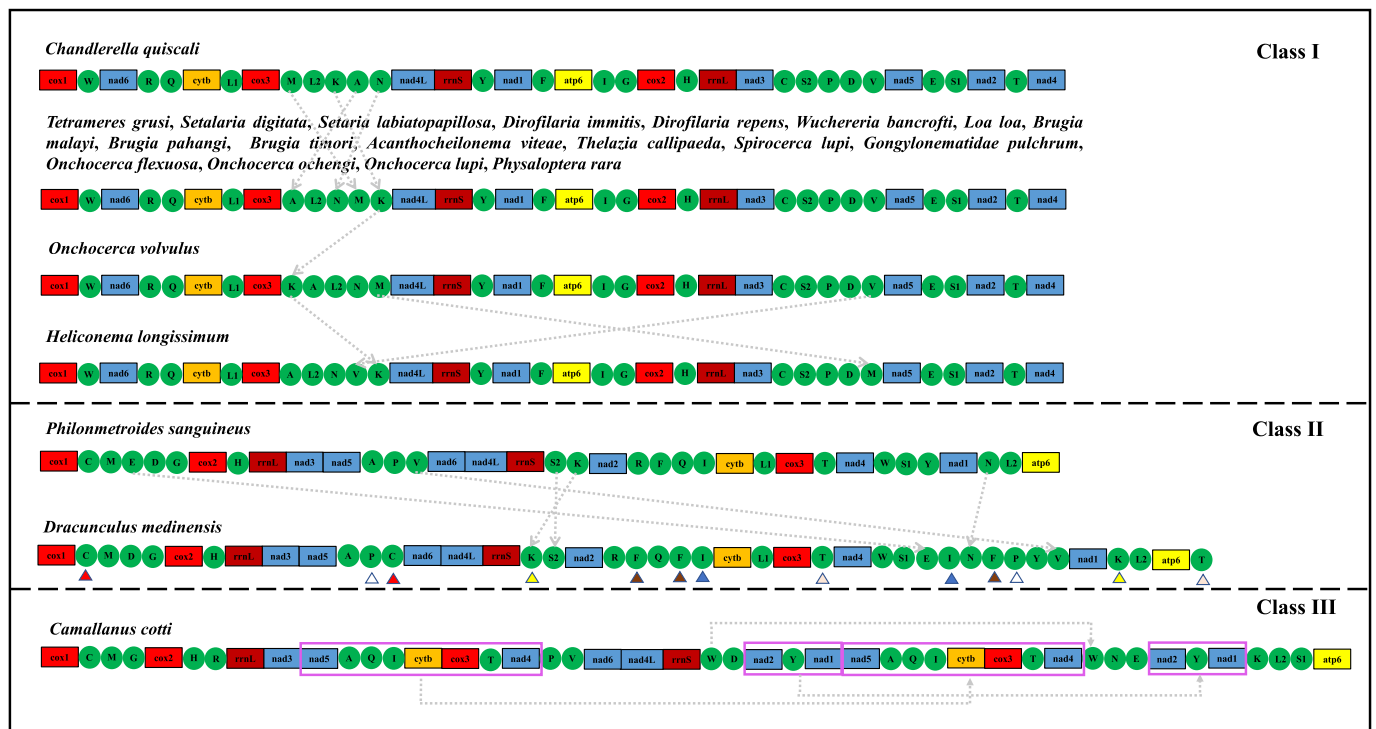 Chandrerella quiscali
Class I
cox1 W nad6 R Q cytb L1 cox3 M L2 K A N nad4L rrnS Y nad1 F atp6 I G cox2 H rrnL nad3 C S2 P D V nad5 E S1 nad2 T nad4
Tetrameres grusi, Setalaria digitata, Setaria labiatopapillosa, Dirofilaria immitis, Dirofilaria repens, Wuchereria bancrofti, Loa loa, Brugia
malayi, Brugia pahangi, Brugia timori, Acanthocheilonema viteae, Thelazia callipaeda, Spirocerca lupi, Gongylonematidae pulchrum,
Onchocerca flexuosa, Onchocerca ochengi, Onchocerca lupi, Physaloptera rara
cox1 W nad6 R Q cytb L1 cox3 A L2 N M K nad4L rrnS Y nad1 F atp6 I G cox2 H rrnL nad3 C S2 P D V nad5 E S1 nad2 T nad4
Onchocerca volvulus
cox1 W nad6 R Q cytb L1 cox3 K A L2 N M nad4L rrnS Y nad1 F atp6 I G cox2 H rrnL nad3 C S2 P D V nad5 E S1 nad2 T nad4
Heliconema longissimum
cox1 W nad6 R Q cytb L1 cox3 A L2 N V K nad4L rrnS Y nad1 F atp6 I G cox2 H rrnL nad3 C S2 P D M nad5 E S1 nad2 T nad4
Philonmetroides sanguineus
Class II
cox1 C M E D G cox2 H rrnL nad3 nad5 A P V nad6 nad4L rrnS S2 K nad2 R F Q I cytb L1 cox3 T nad4 W S1 Y nad1 N L2 atp6
Dracunculus medinensis
cox1 C M D G cox2 H rrnL nad3 nad5 A P C nad6 nad4L rrnS K S2 nad2 R F Q F I cytb L1 cox3 T nad4 W S1 E I N F P Y V nad1 K L2 atp6 T
Class III
Camallanus cotti
cox1 C M G cox2 H R rrnL nad3 nad5 A Q I cytb cox3 T nad4 P V nad6 nad4L rrnS W D nad2 Y nad1 nad5 A Q I cytb cox3 T nad4 W N E nad2 Y nad1 K L2 S1 atp6